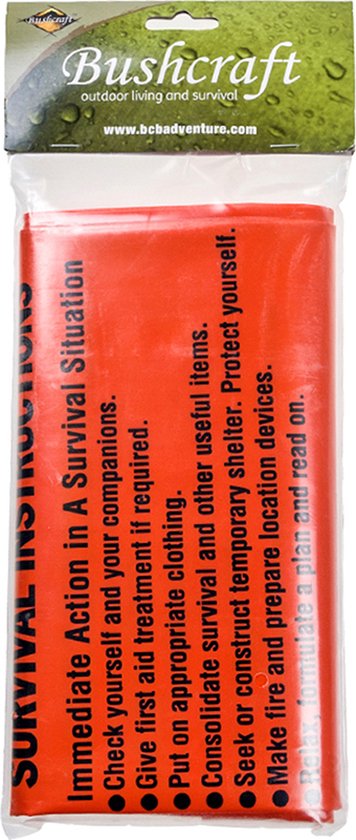 Bushcraft
Bushcraft
outdoor living and survival
www.bcbadventure.com
SURVIVAL INSTRUCTIONS
Immediate Action in A Survival Situation
● Check yourself and your companions.
● Give first aid treatment if required.
● Put on appropriate clothing.
● Consolidate survival and other useful items.
● Seek or construct temporary shelter. Protect yourself.
● Make fire and prepare location devices.
● Relax, formulate a plan and read on.